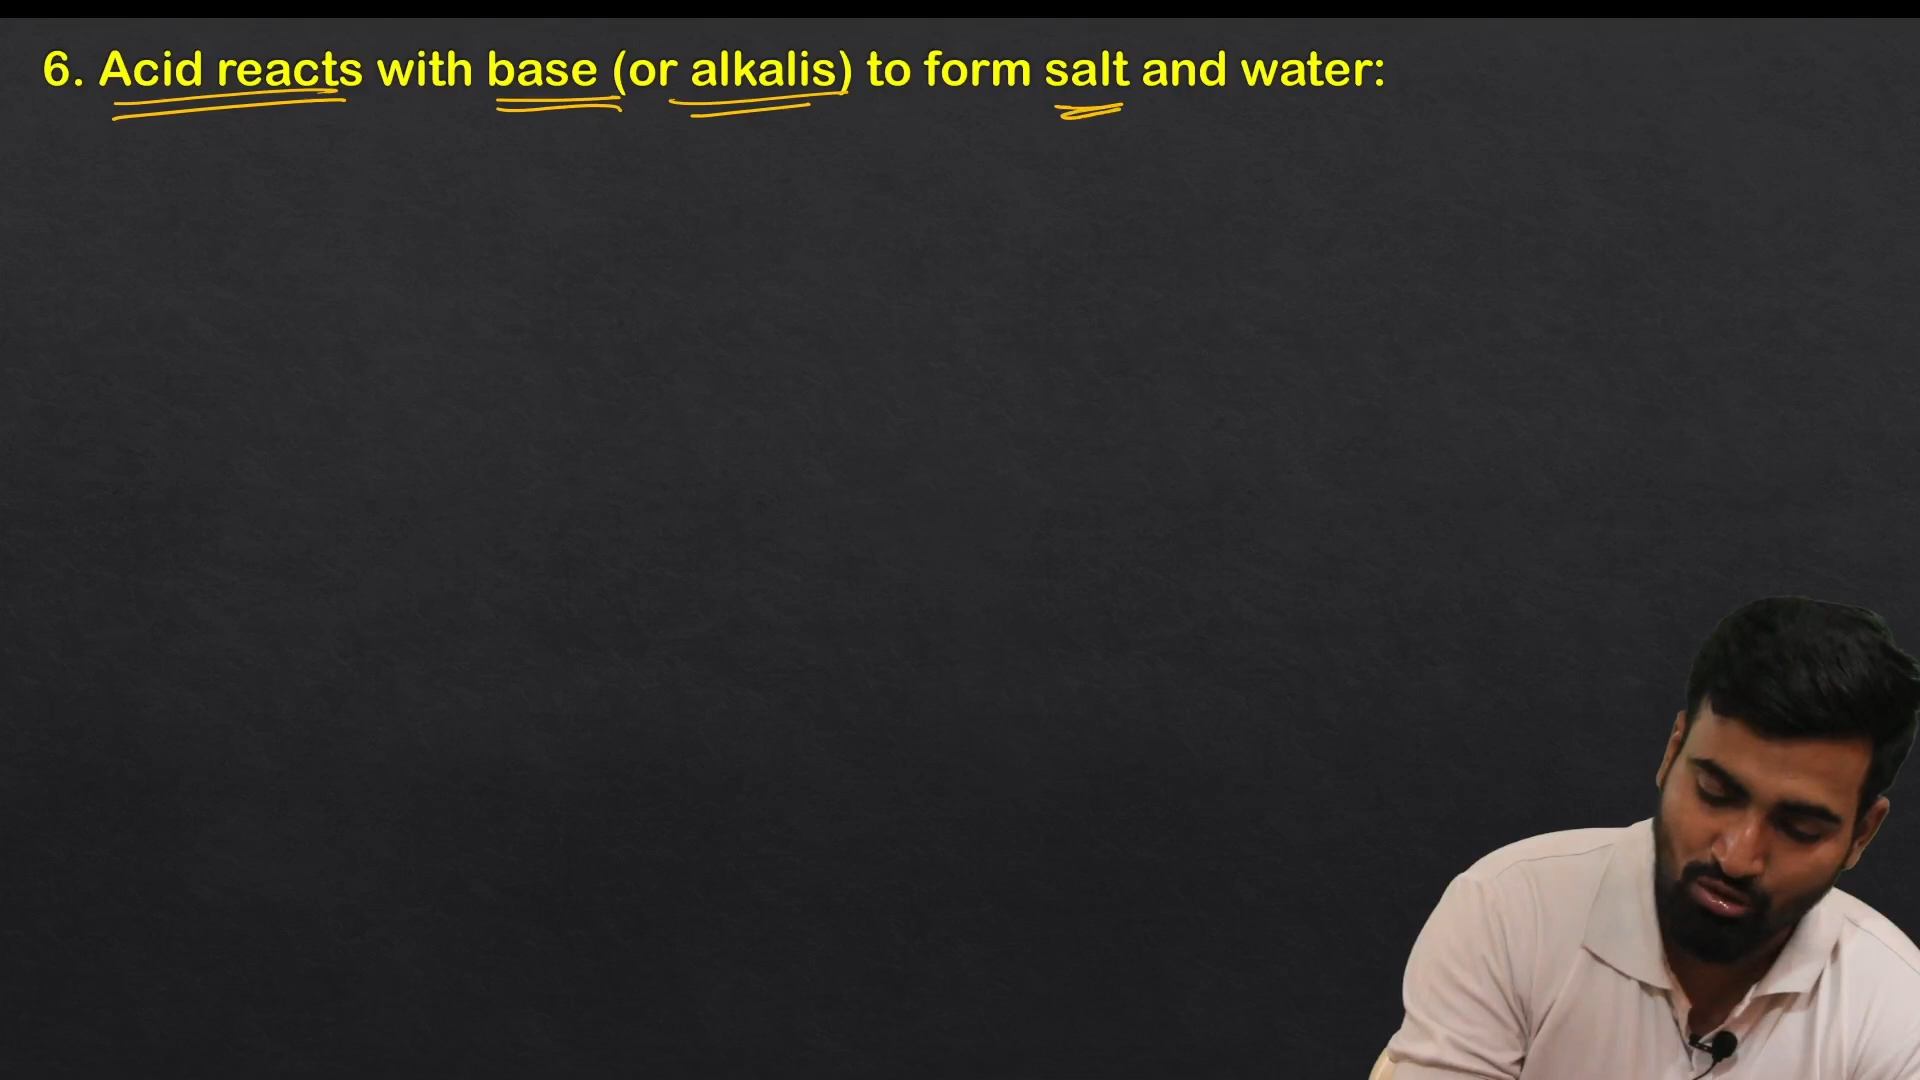 6. Acid reacts with base (or alkalis) to form salt and water: